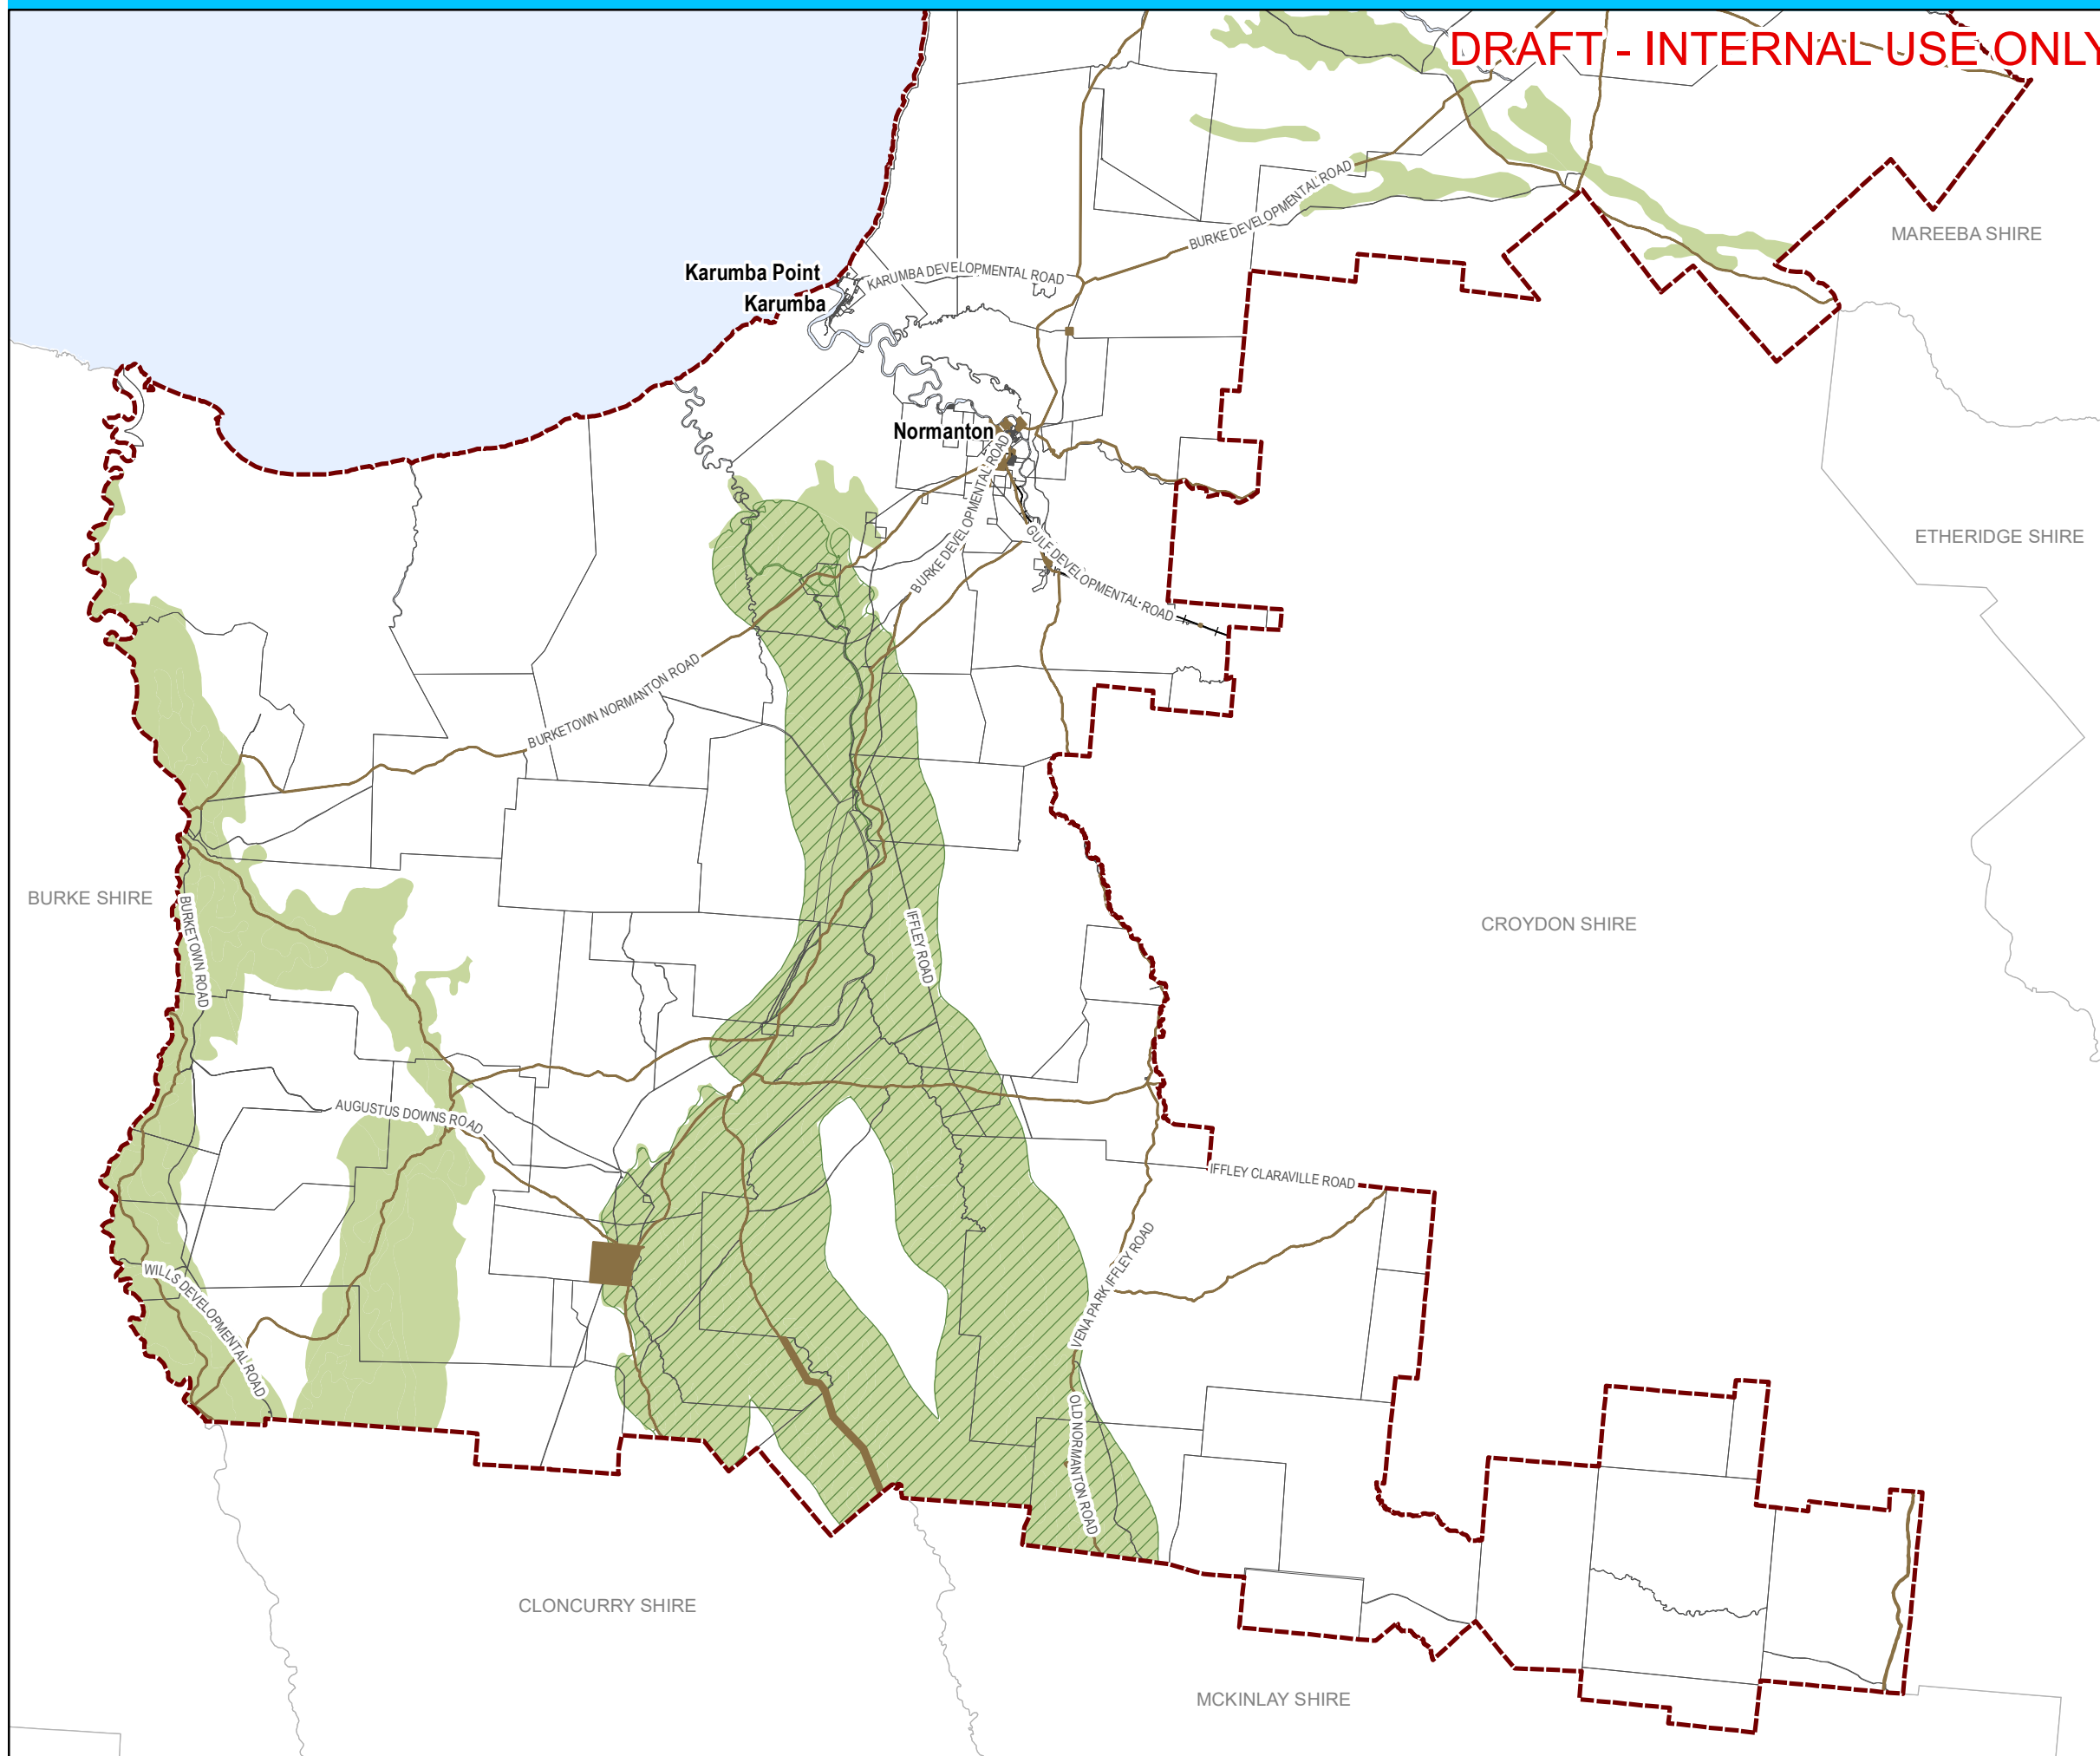 DRAFT - INTERNAL USE ONLY
BURKE DEVELOPMENTAL ROAD
MAREEBA SHIRE
Karumba Point
KARUMBA DEVELOPMENTAL ROAD
Karumba
Normanton
BURKE DEVELOPMENTAL ROAD
GULF DEVELOPMENTAL ROAD
ETHERIDGE SHIRE
BURKETOWN NORMANTON ROAD
BURKE SHIRE
BURKETOWN ROAD
IFFLEY ROAD
CROYDON SHIRE
AUGUSTUS DOWNS ROAD
IFFLEY CLARAVILLE ROAD
WILLS DEVELOPMENTAL ROAD
VENA PARK IFFLEY ROAD
OLD NORMANTON ROAD
CLONCURRY SHIRE
MCKINLAY SHIRE